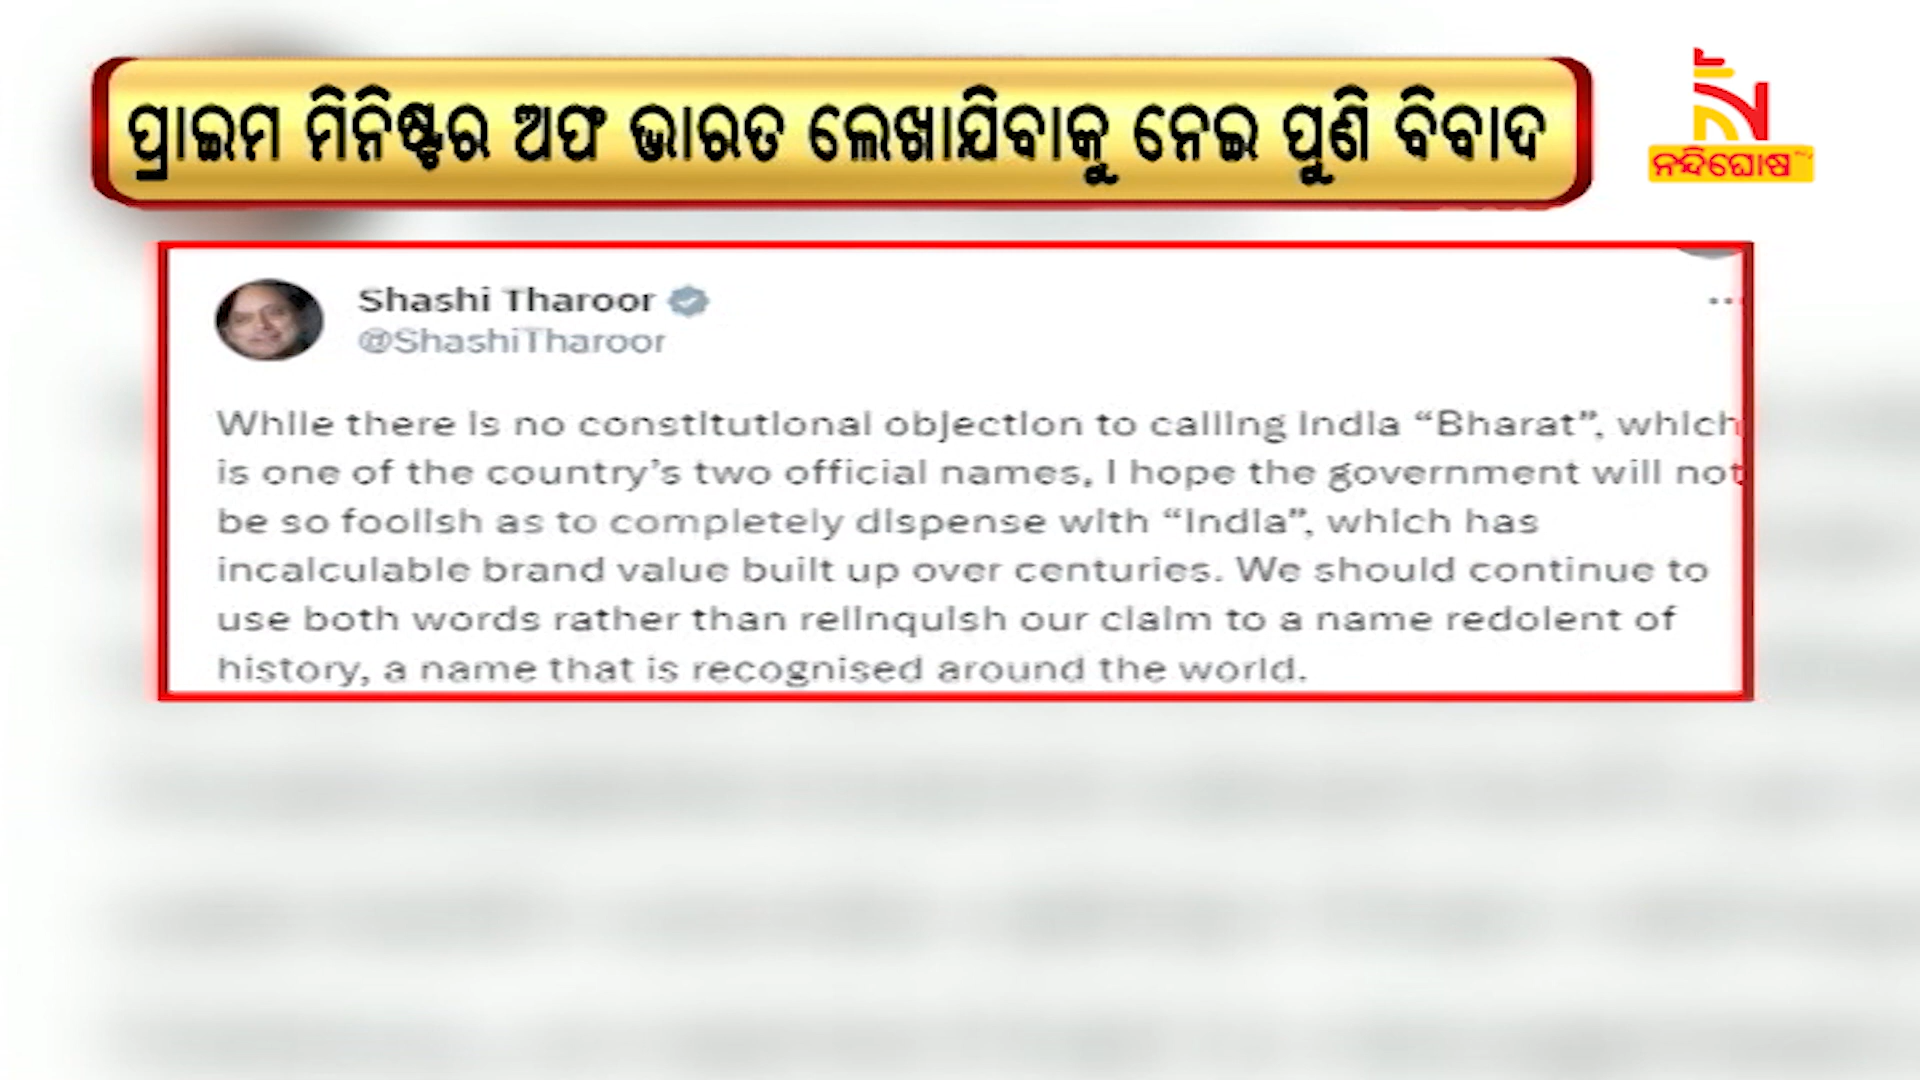 ପ୍ରାଇମ ମିନିଷ୍ଟର ଅଫ ଭାରତ ଲେଖାଯିବାକୁ ନେଇ ପୁଣି ବିବାଦ
ନନ୍ଦିଘୋଷ
Shashi Tharoor
@ShashiTharoor
While there is no constitutional objection to calling India “Bharat”, which
is one of the country’s two official names, I hope the government will not
be so foolish as to completely dispense with “India”, which has
incalculable brand value built up over centuries. We should continue to
use both words rather than relinquish our claim to a name redolent of
history, a name that is recognised around the world.